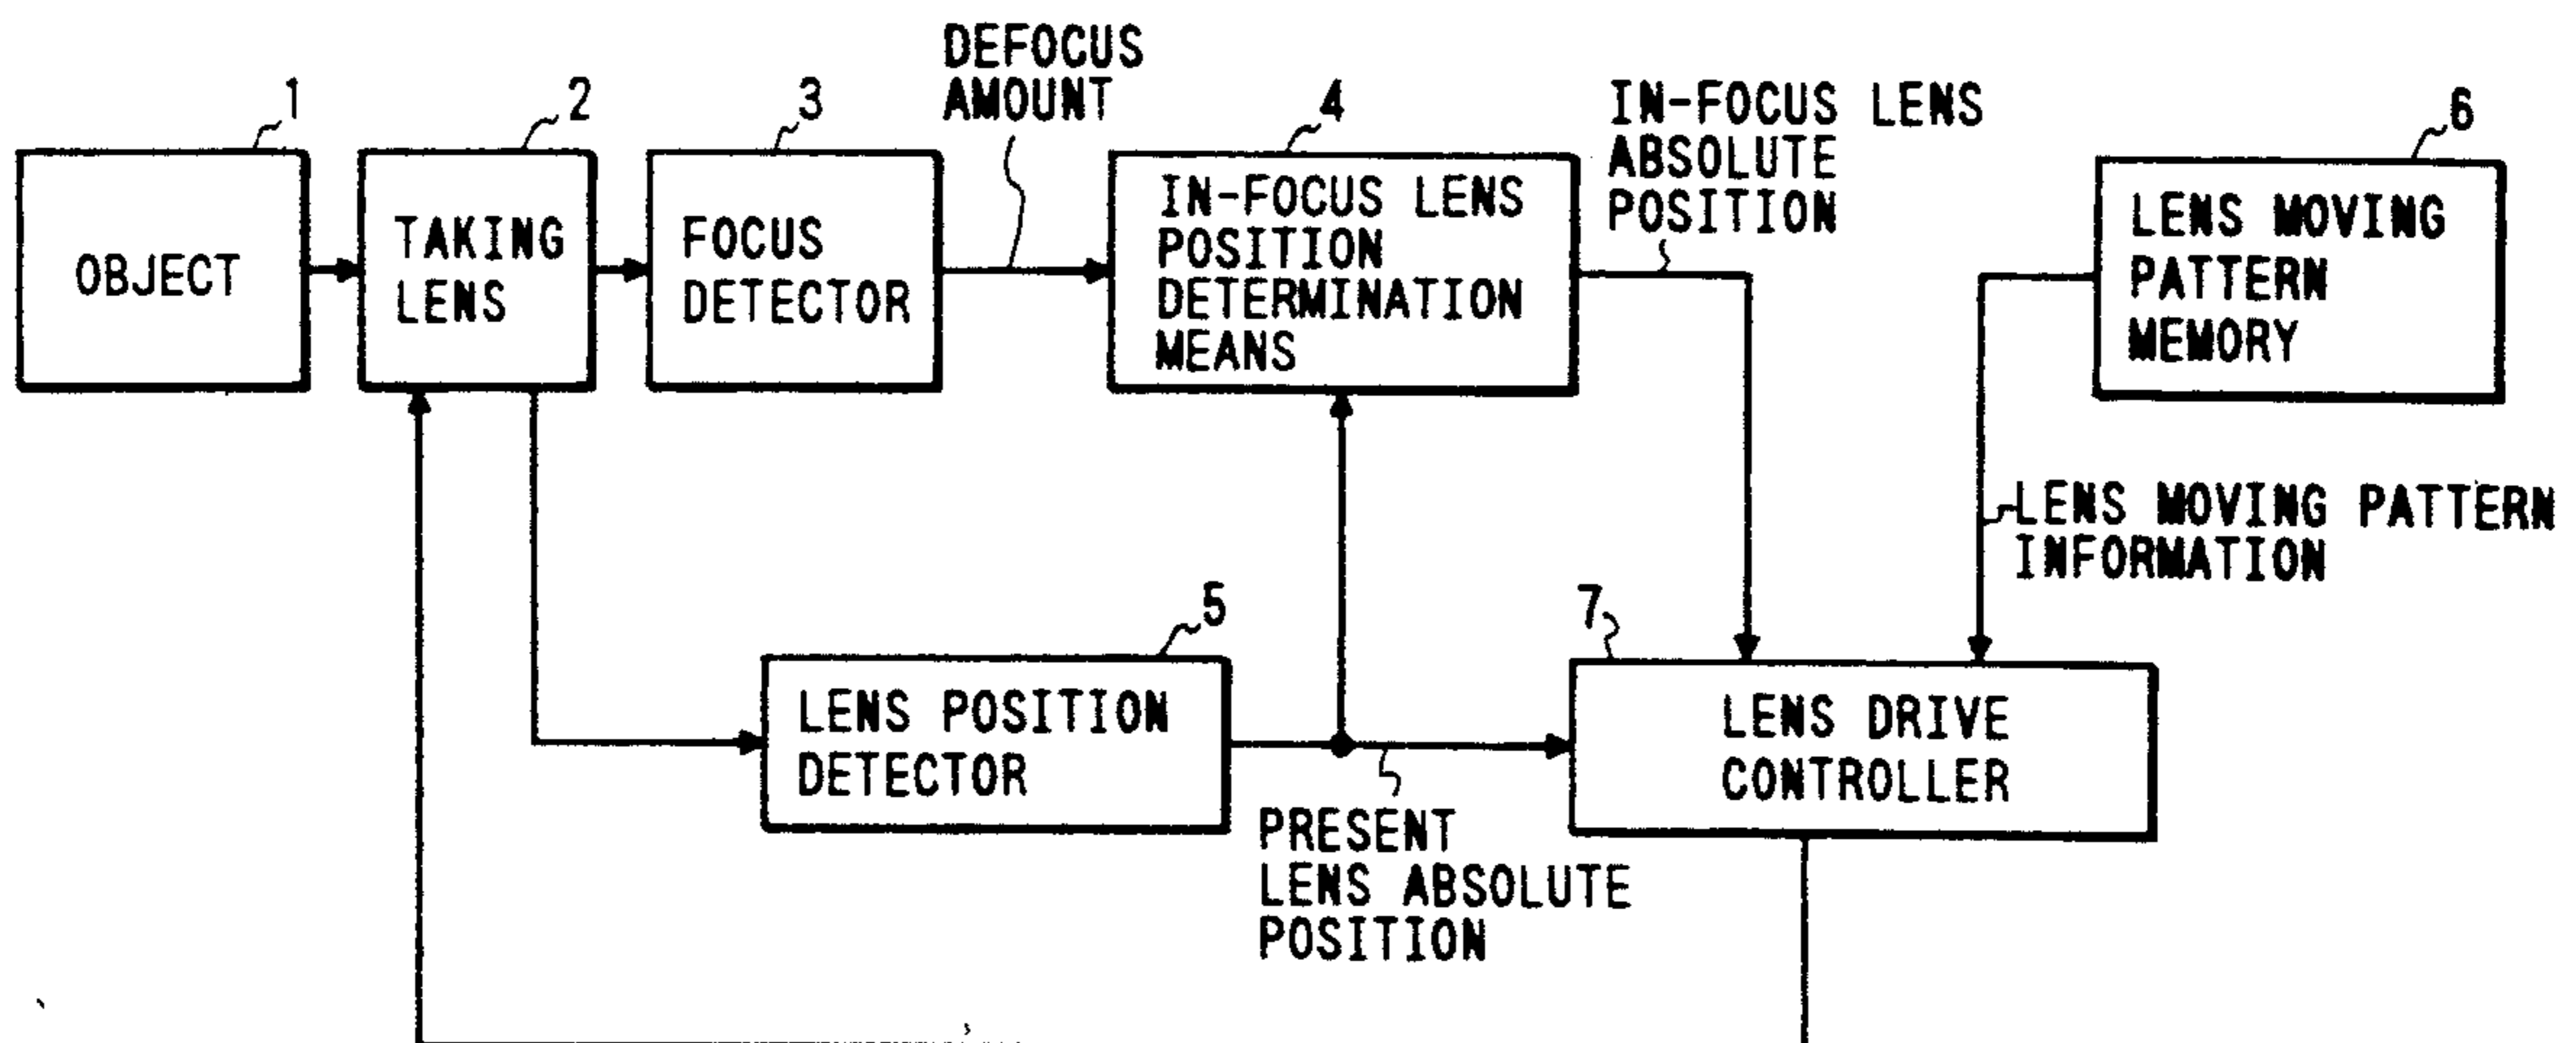 1
OBJECT
2
TAKING
LENS
3
FOCUS
DETECTOR
DEFOCUS
AMOUNT
4
IN-FOCUS LENS
POSITION
DETERMINATION
MEANS
IN-FOCUS LENS
ABSOLUTE
POSITION
6
LENS MOVING
PATTERN
MEMORY
LENS MOVING PATTERN
INFORMATION
5
LENS POSITION
DETECTOR
PRESENT
LENS ABSOLUTE
POSITION
7
LENS DRIVE
CONTROLLER